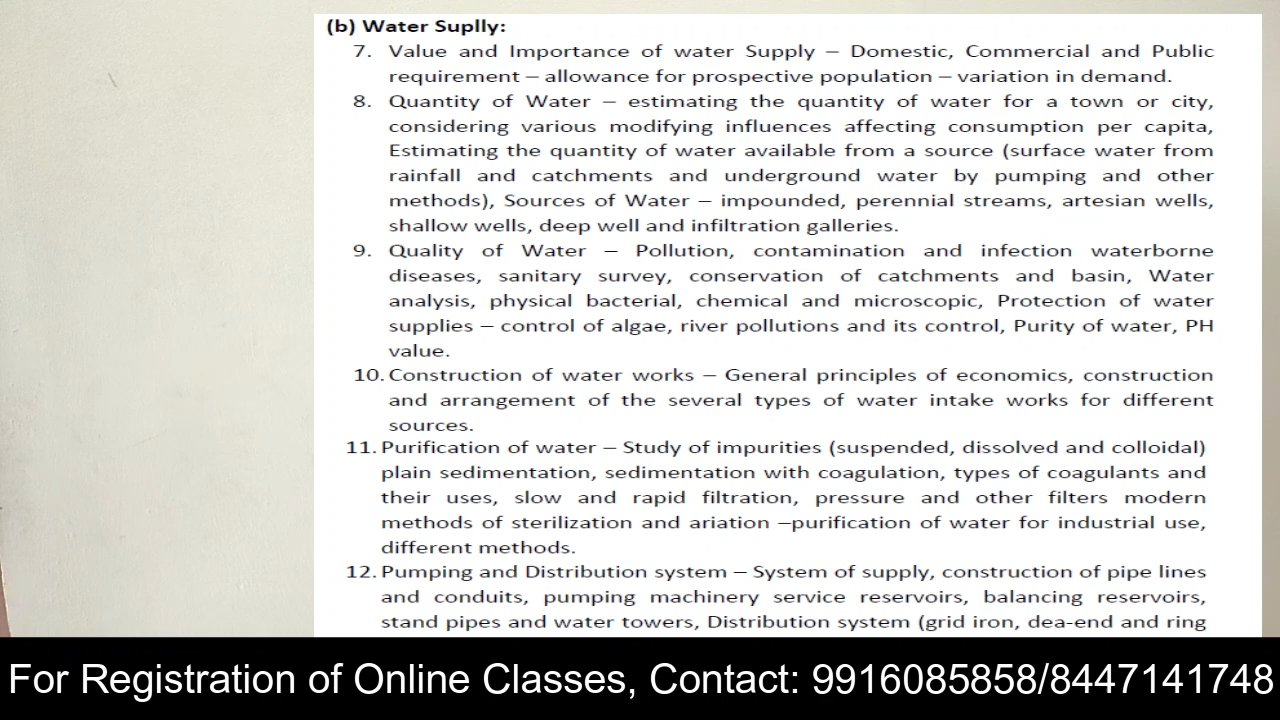 (b) Water Suplly:
7. Value and Importance of water Supply – Domestic, Commercial and Public
requirement – allowance for prospective population – variation in demand.
8. Quantity of Water – estimating the quantity of water for a town or city,
considering various modifying influences affecting consumption per capita,
Estimating the quantity of water available from a source (surface water from
rainfall and catchments and underground water by pumping and other
methods), Sources of Water – impounded, perennial streams, artesian wells,
shallow wells, deep well and infiltration galleries.
9. Quality of Water – Pollution, contamination and infection waterborne
diseases, sanitary survey, conservation of catchments and basin, Water
analysis, physical bacterial, chemical and microscopic, Protection of water
supplies – control of algae, river pollutions and its control, Purity of water, PH
value.
10. Construction of water works – General principles of economics, construction
and arrangement of the several types of water intake works for different
sources.
11. Purification of water – Study of impurities (suspended, dissolved and colloidal)
plain sedimentation, sedimentation with coagulation, types of coagulants and
their uses, slow and rapid filtration, pressure and other filters modern
methods of sterilization and ariation –purification of water for industrial use,
different methods.
12. Pumping and Distribution system – System of supply, construction of pipe lines
and conduits, pumping machinery service reservoirs, balancing reservoirs,
stand pipes and water towers, Distribution system (grid iron, dea-end and ring
For Registration of Online Classes, Contact: 9916085858/8447141748